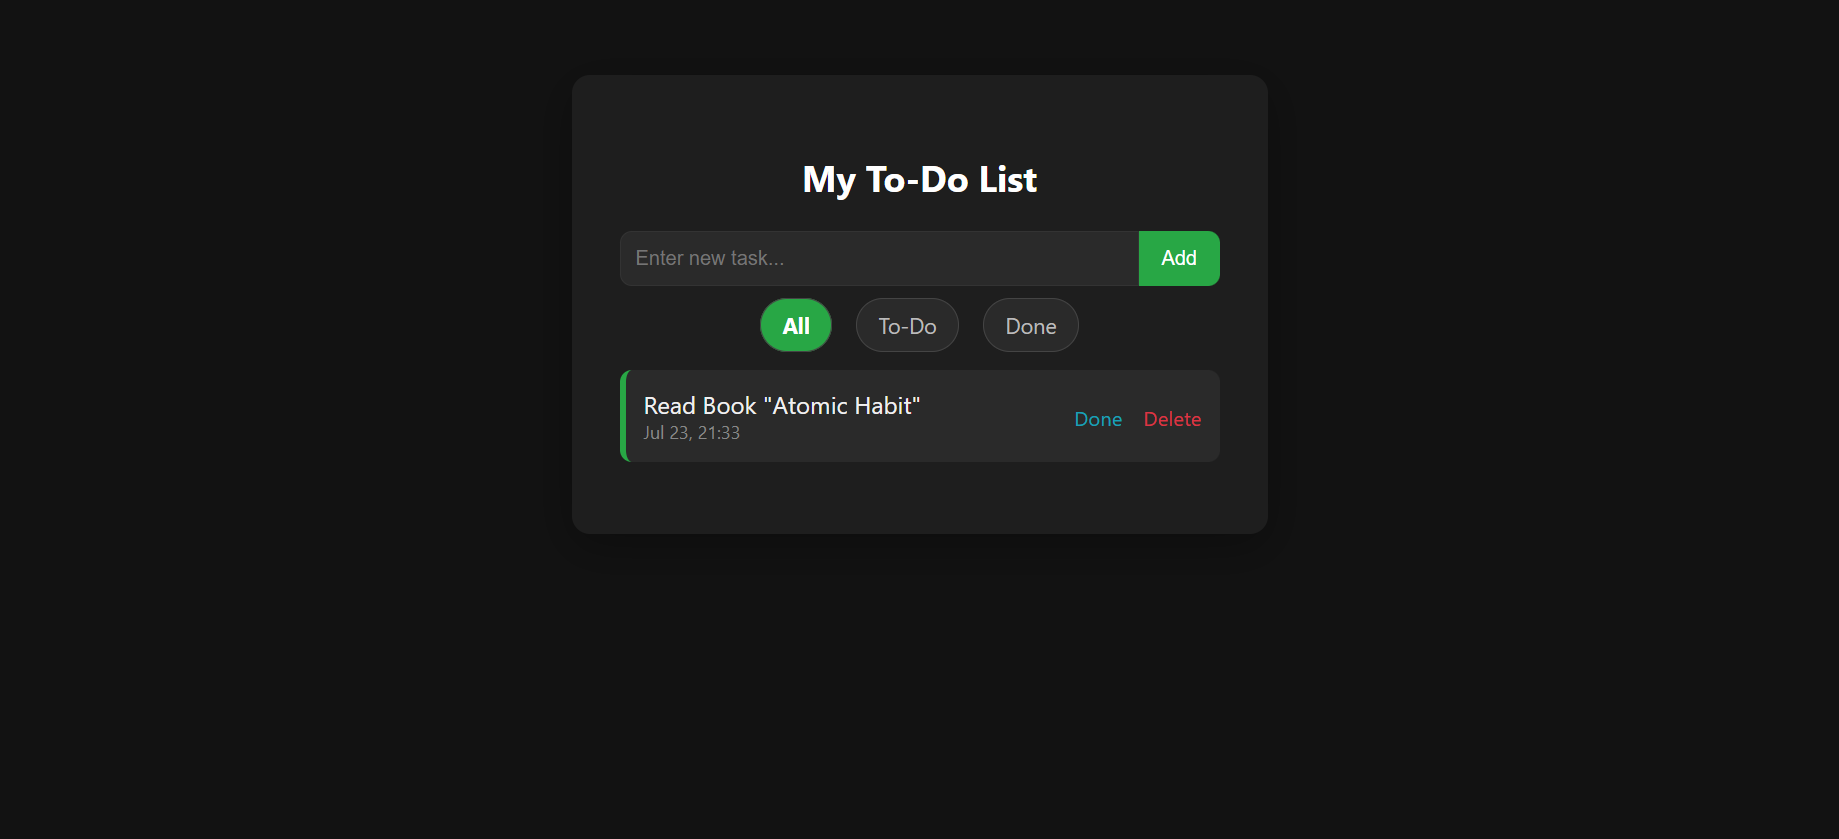 My To-Do List
Enter new task...
Add
All
To-Do
Done
Read Book "Atomic Habit"
Jul 23, 21:33
Done
Delete